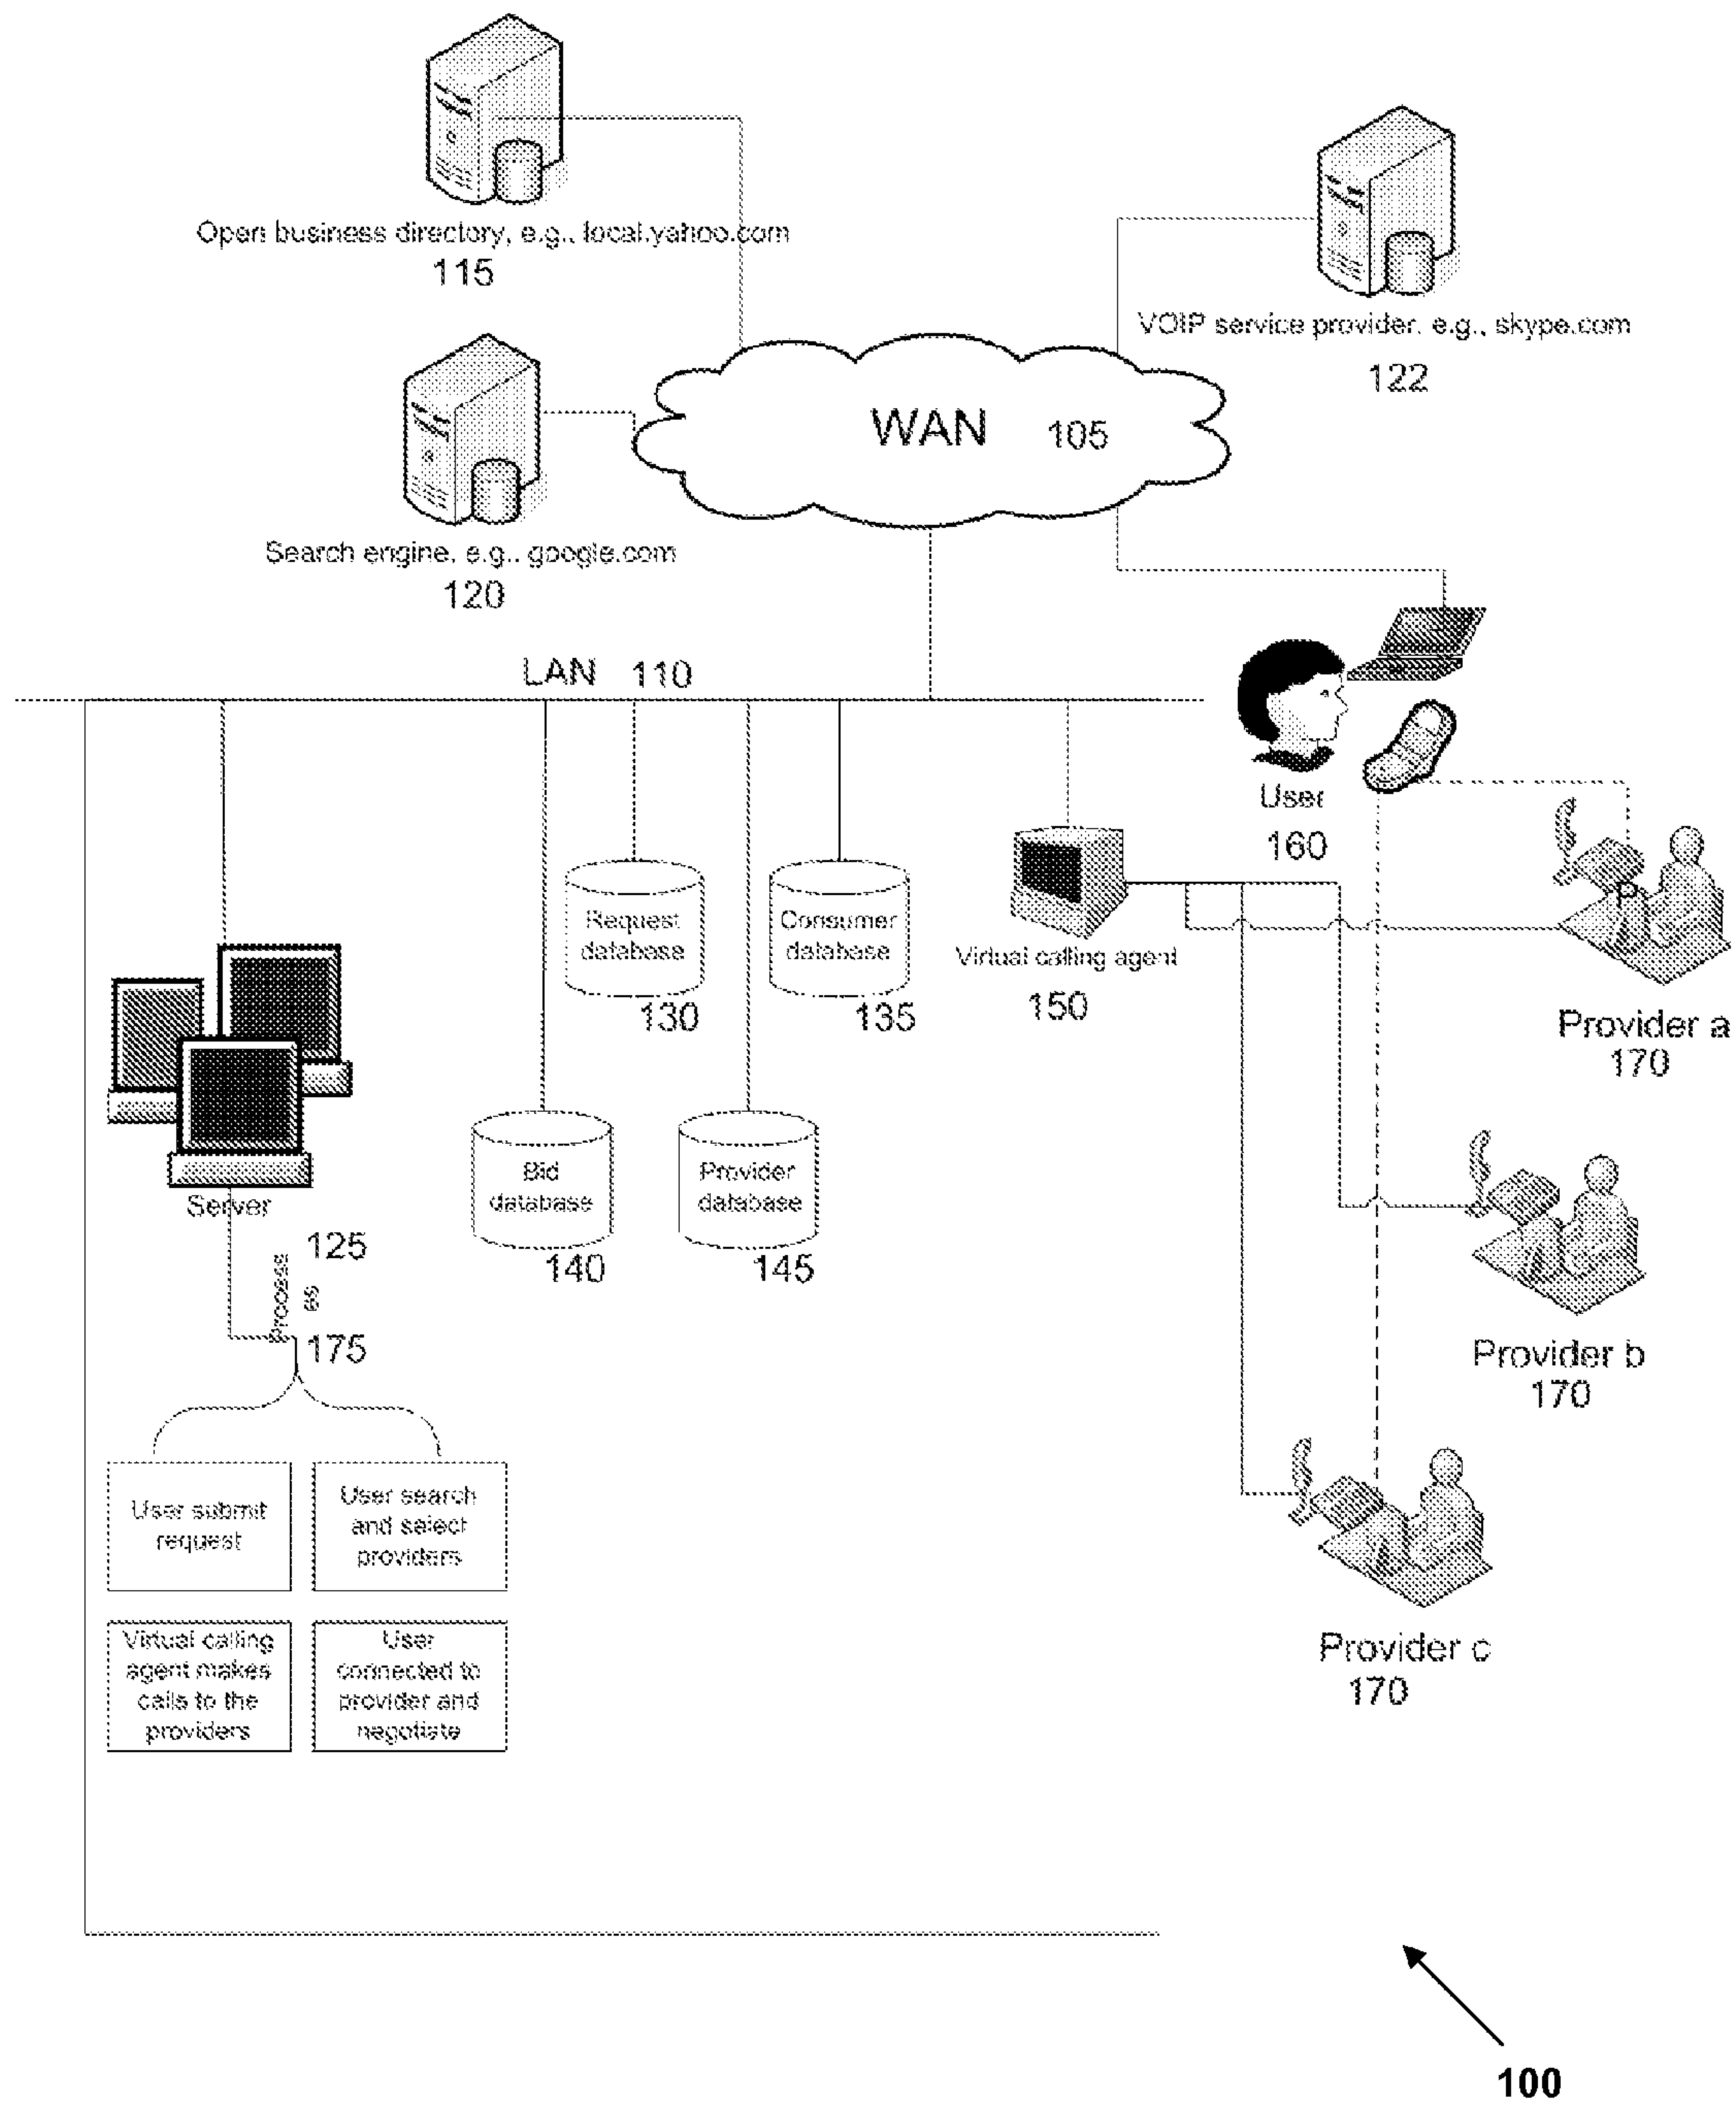 Open business directory, e.g., local.yahoo.com
115
VOIP service provider, e.g., skype.com
122
WAN 105
Search engine, e.g., google.com
120
LAN 110
User
160
Request
database
130
Consumer
database
135
Virtual calling agent
150
Provider a
170
Server
125
Bid
database
140
Provider
database
145
Process
es
175
Provider b
170
User submit
request
User search
and select
providers
Virtual calling
agent makes
calls to the
providers
User
connected to
provider and
negotiate
Provider c
170
100